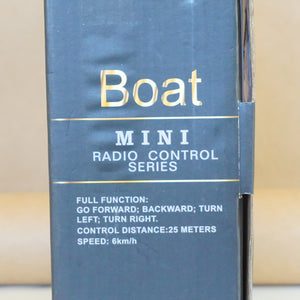 Boat
MINI
RADIO CONTROL
SERIES
FULL FUNCTION:
GO FORWARD; BACKWARD; TURN
LEFT; TURN RIGHT.
CONTROL DISTANCE:25 METERS
SPEED: 6km/h